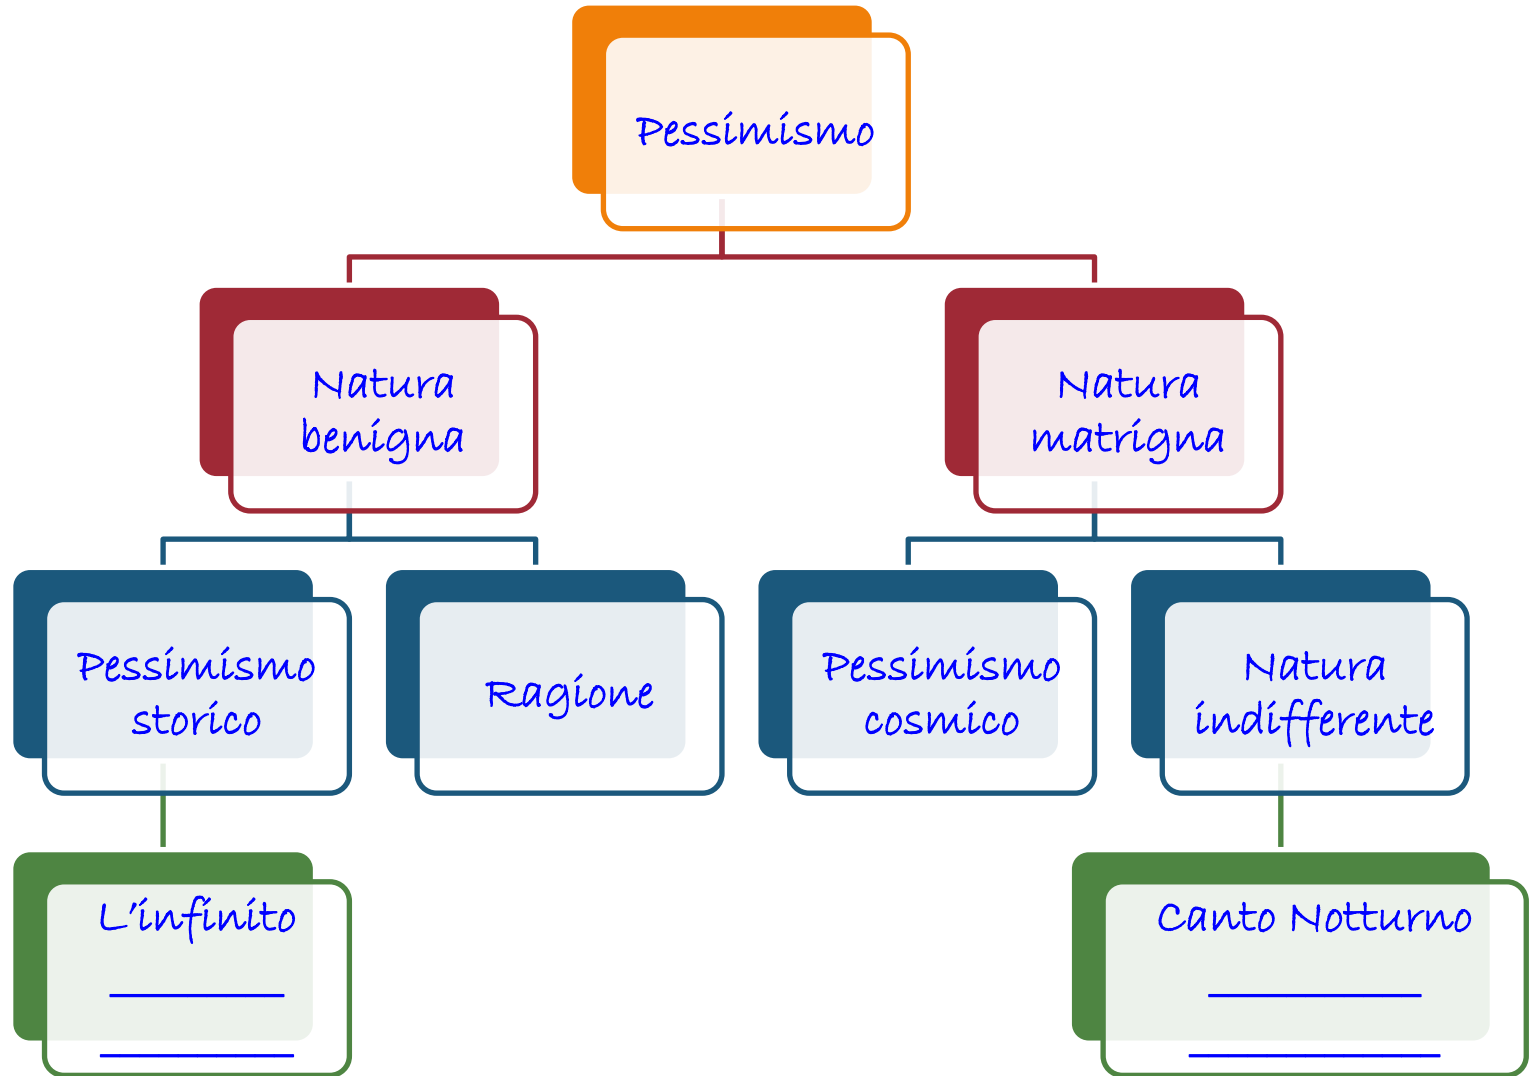 Pessimismo
Natura
benigna
Natura
matrigna
Pessimismo
storico
Ragione
Pessimismo
cosmico
Natura
indifferente
L'infinito
Canto Notturno